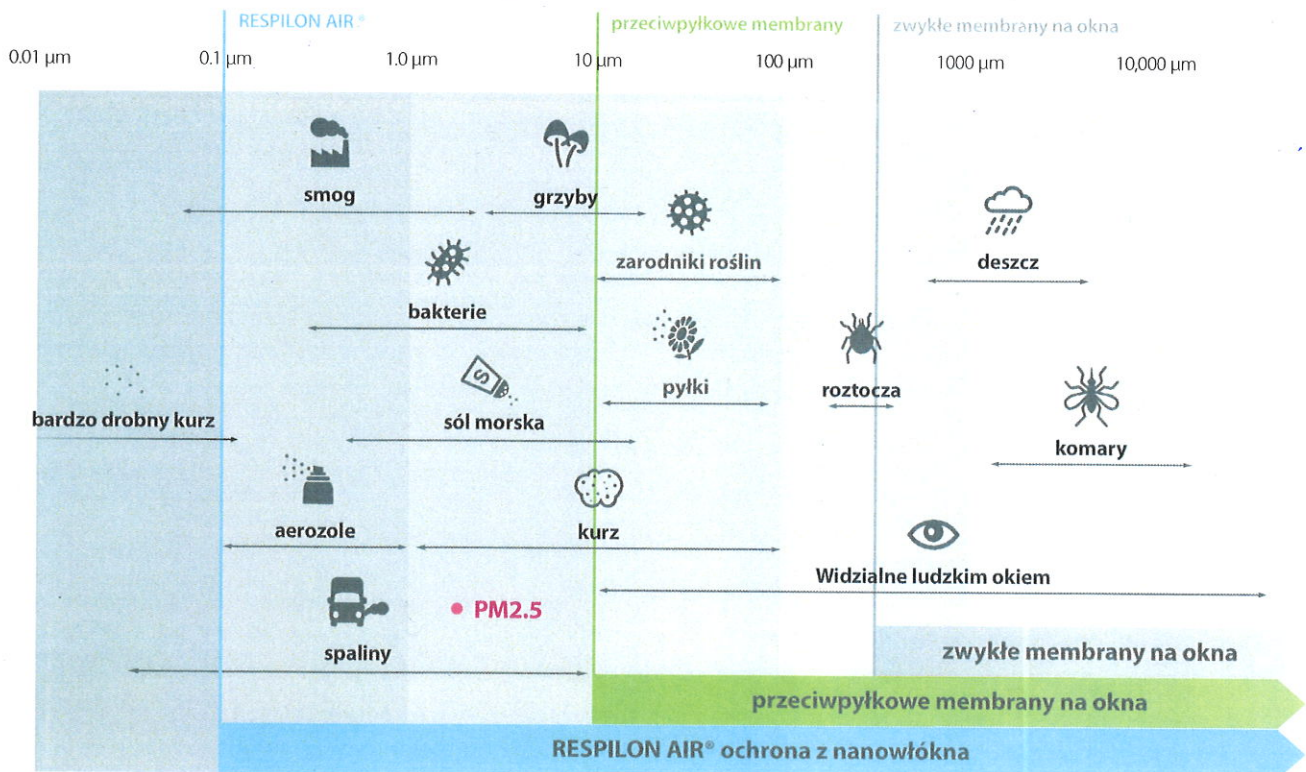 RESPILON AIR®
przeciwpyłkowe membrany
zwykłe membrany na okna
0.01 µm
0.1 µm
1.0 µm
10 µm
100 µm
1000 µm
10,000 µm
smog
grzyby
zarodniki roślin
deszcz
bakterie
pyłki
roztocza
bardzo drobny kurz
sól morska
S
komary
aerozole
kurz
Widzialne ludzkim okiem
PM2.5
spaliny
zwykłe membrany na okna
przeciwpyłkowe membrany na okna
RESPILON AIR® ochrona z nanowłókna